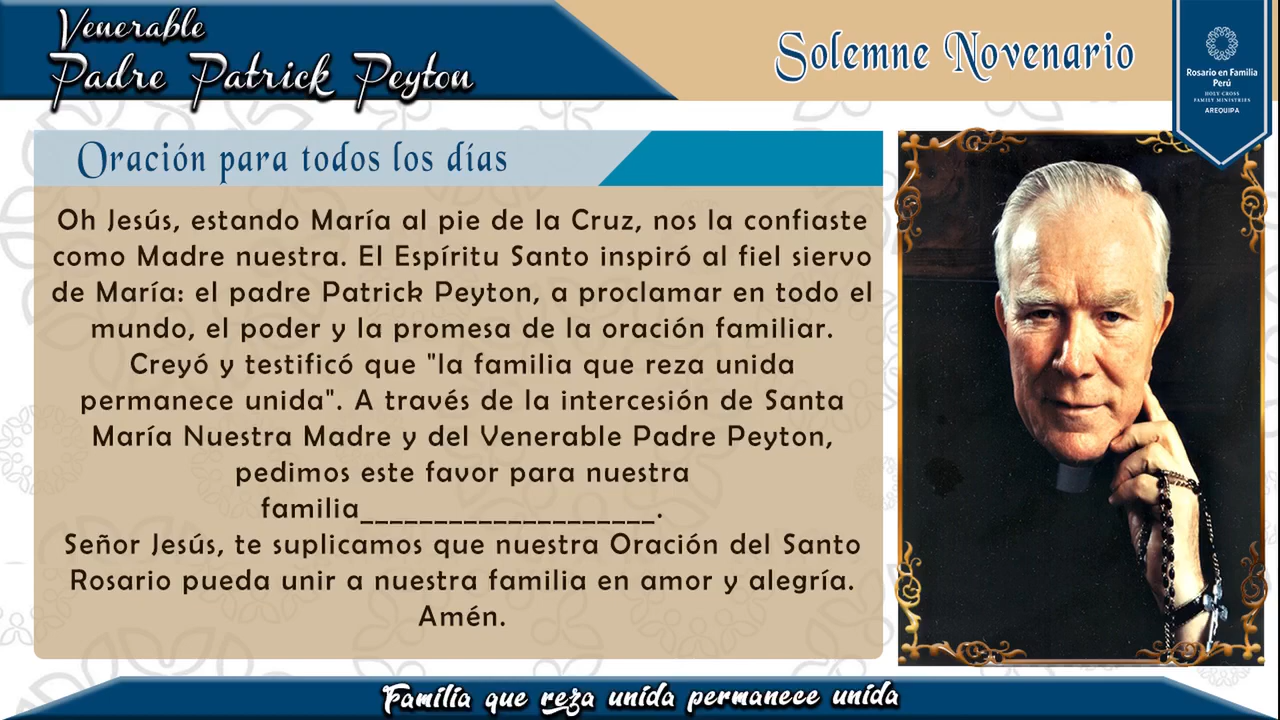 Venerable
Padre Patrick Peyton
Solemne Novenario
Rosario en Familia
Perú
HOLY CROSS
FAMILY MINISTRIES
AREQUIPA
Oración para todos los días
Oh Jesús, estando María al pie de la Cruz, nos la confiaste
como Madre nuestra. El Espíritu Santo inspiró al fiel siervo
de María: el padre Patrick Peyton, a proclamar en todo el
mundo, el poder y la promesa de la oración familiar.
Creyó y testificó que "la familia que reza unida
permanece unida". A través de la intercesión de Santa
María Nuestra Madre y del Venerable Padre Peyton,
pedimos este favor para nuestra
familia____________________.
Señor Jesús, te suplicamos que nuestra Oración del Santo
Rosario pueda unir a nuestra familia en amor y alegría.
Amén.
Familia que reza unida permanece unida